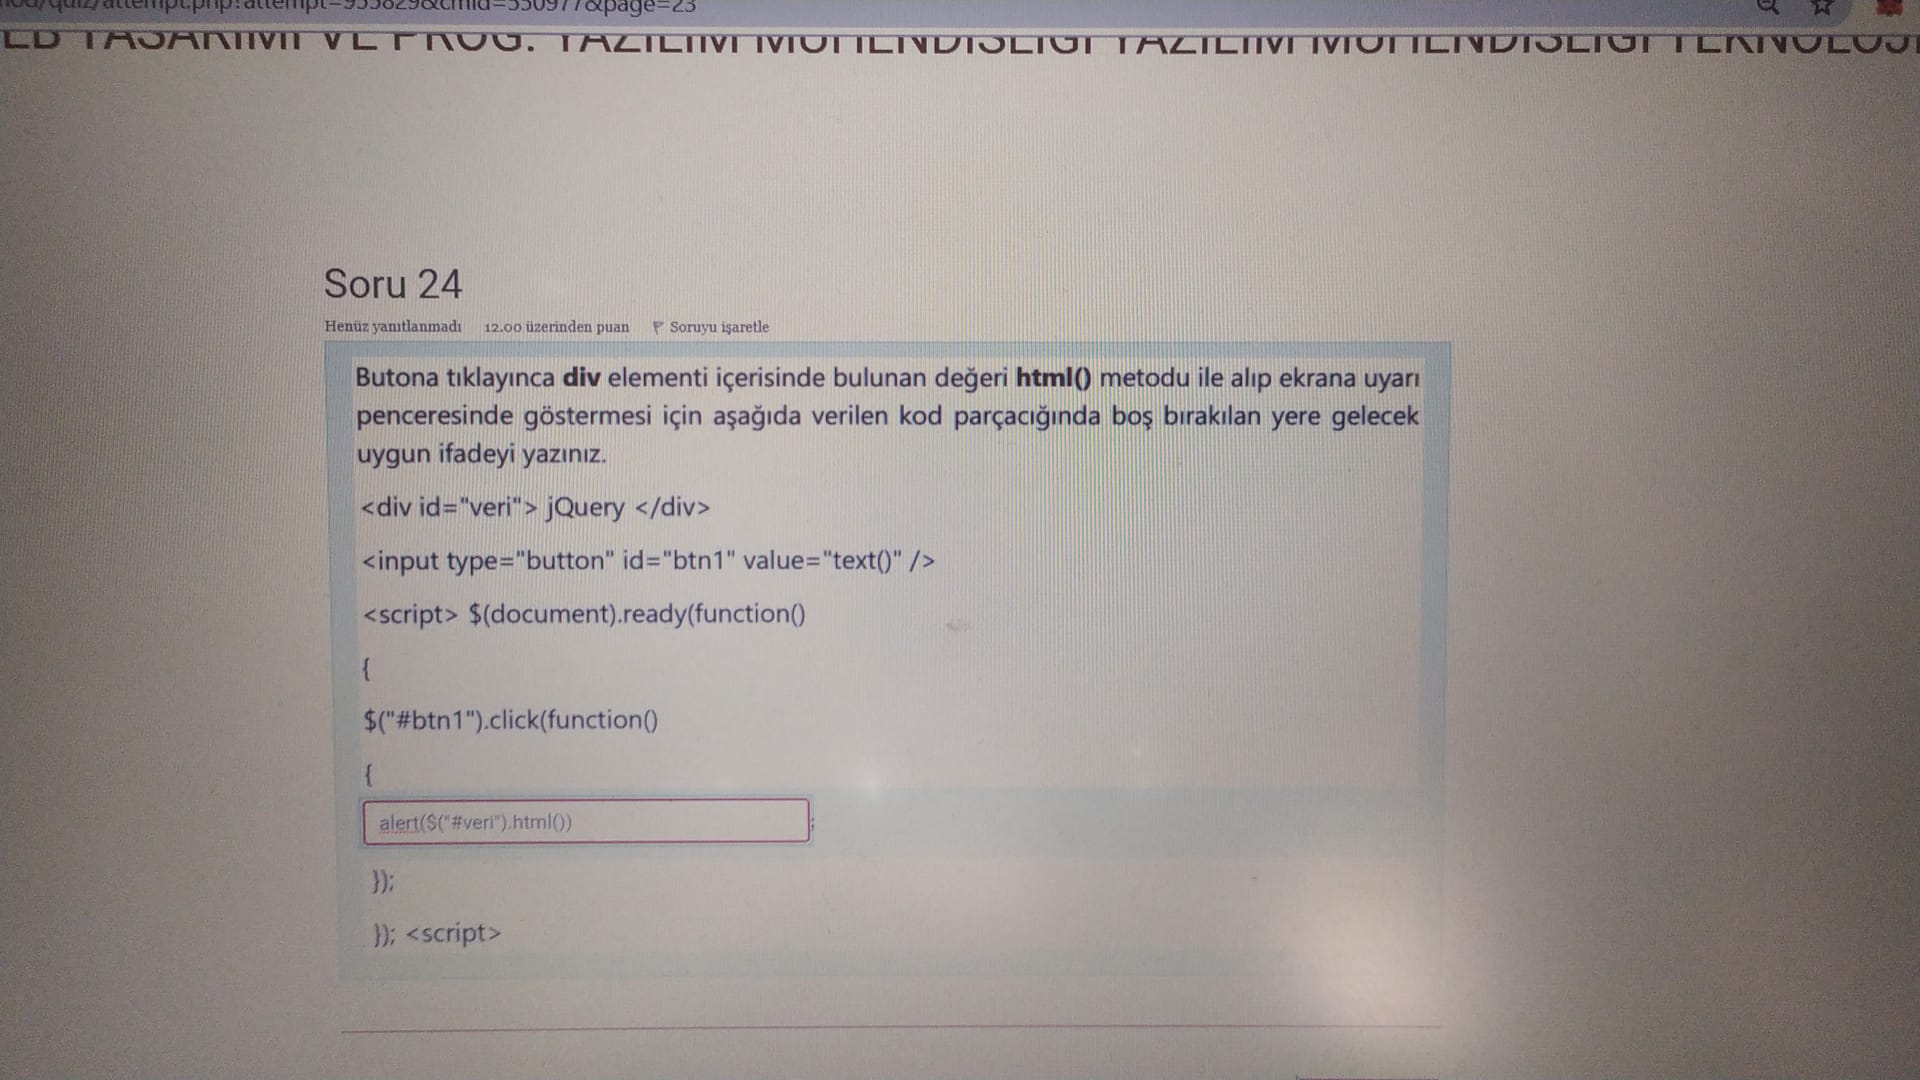 quiz/attempt.php?attempt=955829&cmid=550977&page=23
TASARIMI VE PROG. YAZILIM MÜHENDİSLİĞİ YAZILIM MÜHENDİSLİĞİ
Soru 24
Henüz yanıtlanmadı 12.00 üzerinden puan Soruyu işaretle
Butona tıklayınca div elementi içerisinde bulunan değeri html() metodu ile alıp ekrana uyarı
penceresinde göstermesi için aşağıda verilen kod parçacığında boş bırakılan yere gelecek
uygun ifadeyi yazınız.
<div id="veri"> jQuery </div>
<input type="button" id="btn1" value="text()" />
<script> $(document).ready(function()
{
$("#btn1").click(function()
{
alert($("#veri").html()) ;
});
}); <script>